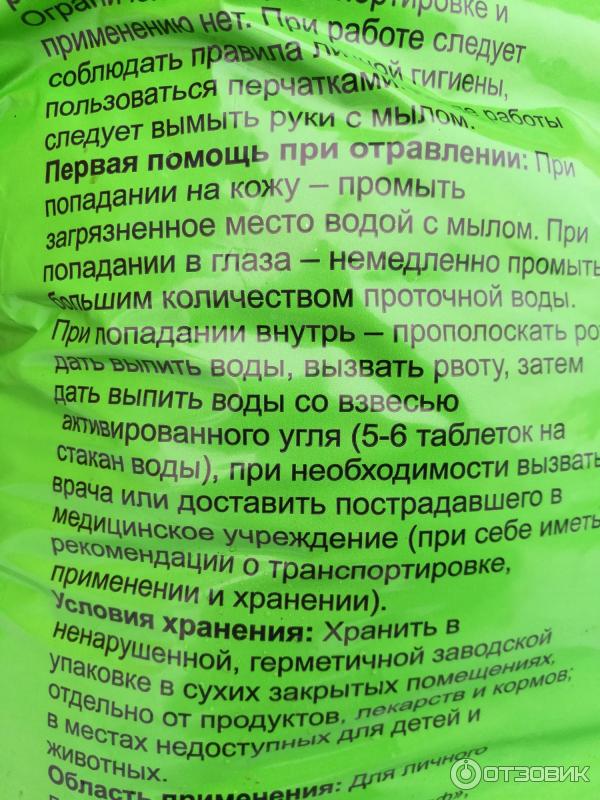 Ограниче ортировке и
применению нет. При работе следует
соблюдать правила личной гигиены,
пользоваться перчатками. работы
следует вымыть руки с мылом.
Первая помощь при отравлении: При
попадании на кожу – промыть
загрязненное место водой с мылом. При
попадании в глаза – немедленно промыть
большим количеством проточной воды.
При попадании внутрь – прополоскать рот
дать выпить воды, вызвать рвоту, затем
дать выпить воды со взвесью
активированного угля (5-6 таблеток на
стакан воды), при необходимости вызвать
врача или доставить пострадавшего в
медицинское учреждение (при себе иметь
рекомендации о транспортировке,
применении и хранении).
Условия хранения: Хранить в
ненарушенной, герметичной заводской
упаковке в сухих закрытых помещениях,
отдельно от продуктов, лекарств и кормов;
в местах недоступных для детей и
животных.
Область применения: Для личного
ОТЗОВИК